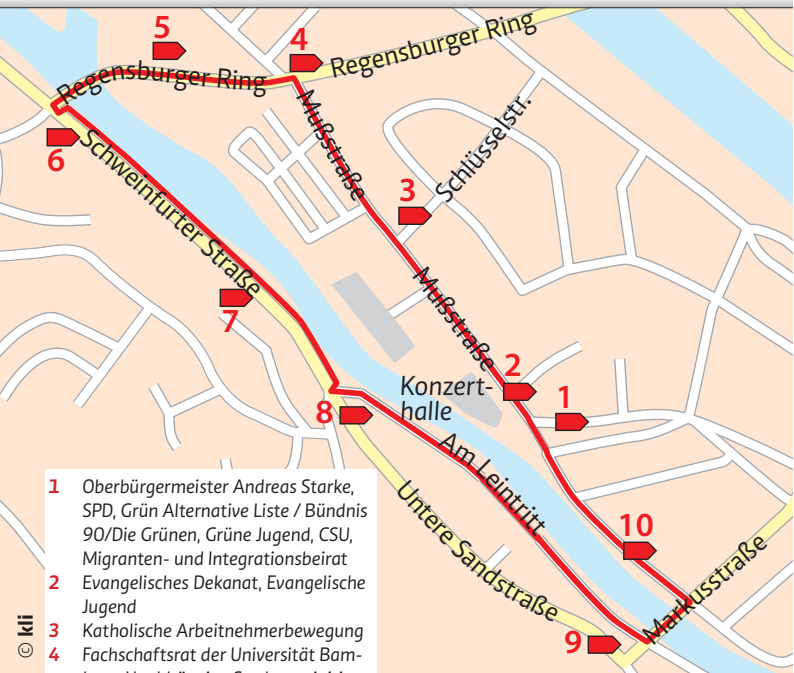 5
4
Regensburger Ring
Regensburger Ring
Mußstraße
6
Schweinfurter Straße
3
Schlüsselstr.
7
Mußstraße
2
1
Konzert-
halle
8
Am Leintritt
Untere Sandstraße
10
Markusstraße
9
1 Oberbürgermeister Andreas Starke,
SPD, Grün Alternative Liste / Bündnis
90/Die Grünen, Grüne Jugend, CSU,
Migranten- und Integrationsbeirat
2 Evangelisches Dekanat, Evangelische
Jugend
3 Katholische Arbeitnehmerbewegung
4 Fachschaftsrat der Universität Bam-
© kli